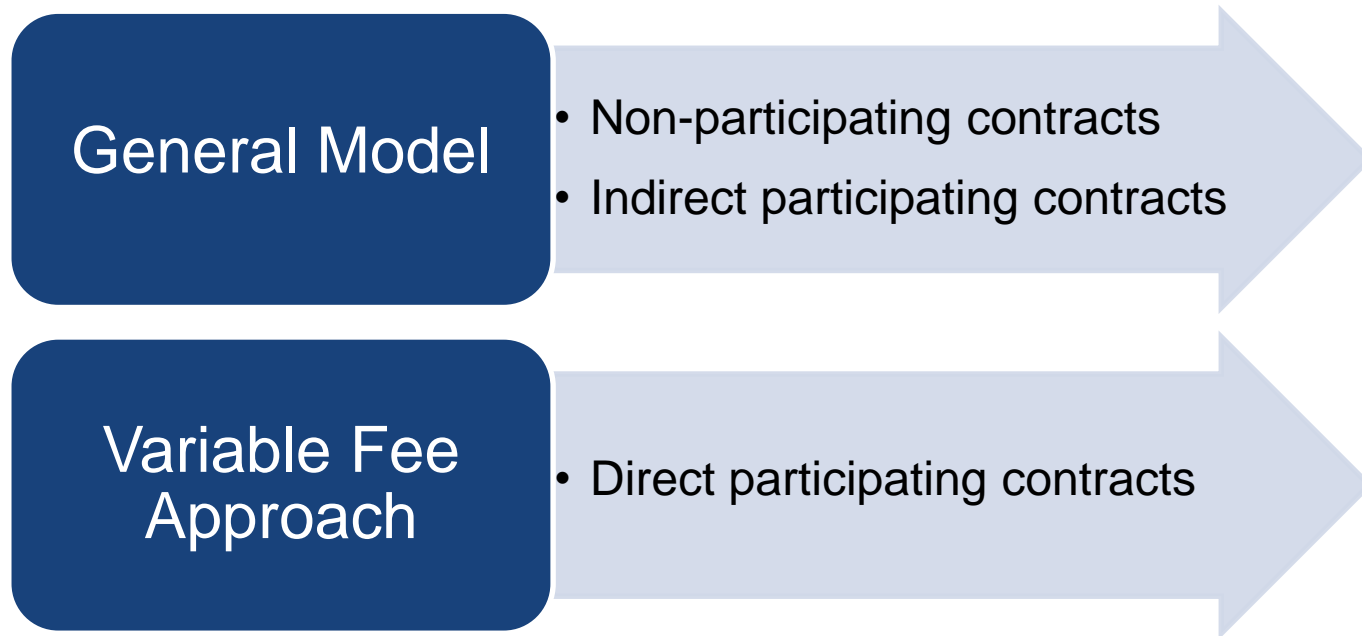 General Model
• Non-participating contracts
• Indirect participating contracts
Variable Fee
Approach
• Direct participating contracts